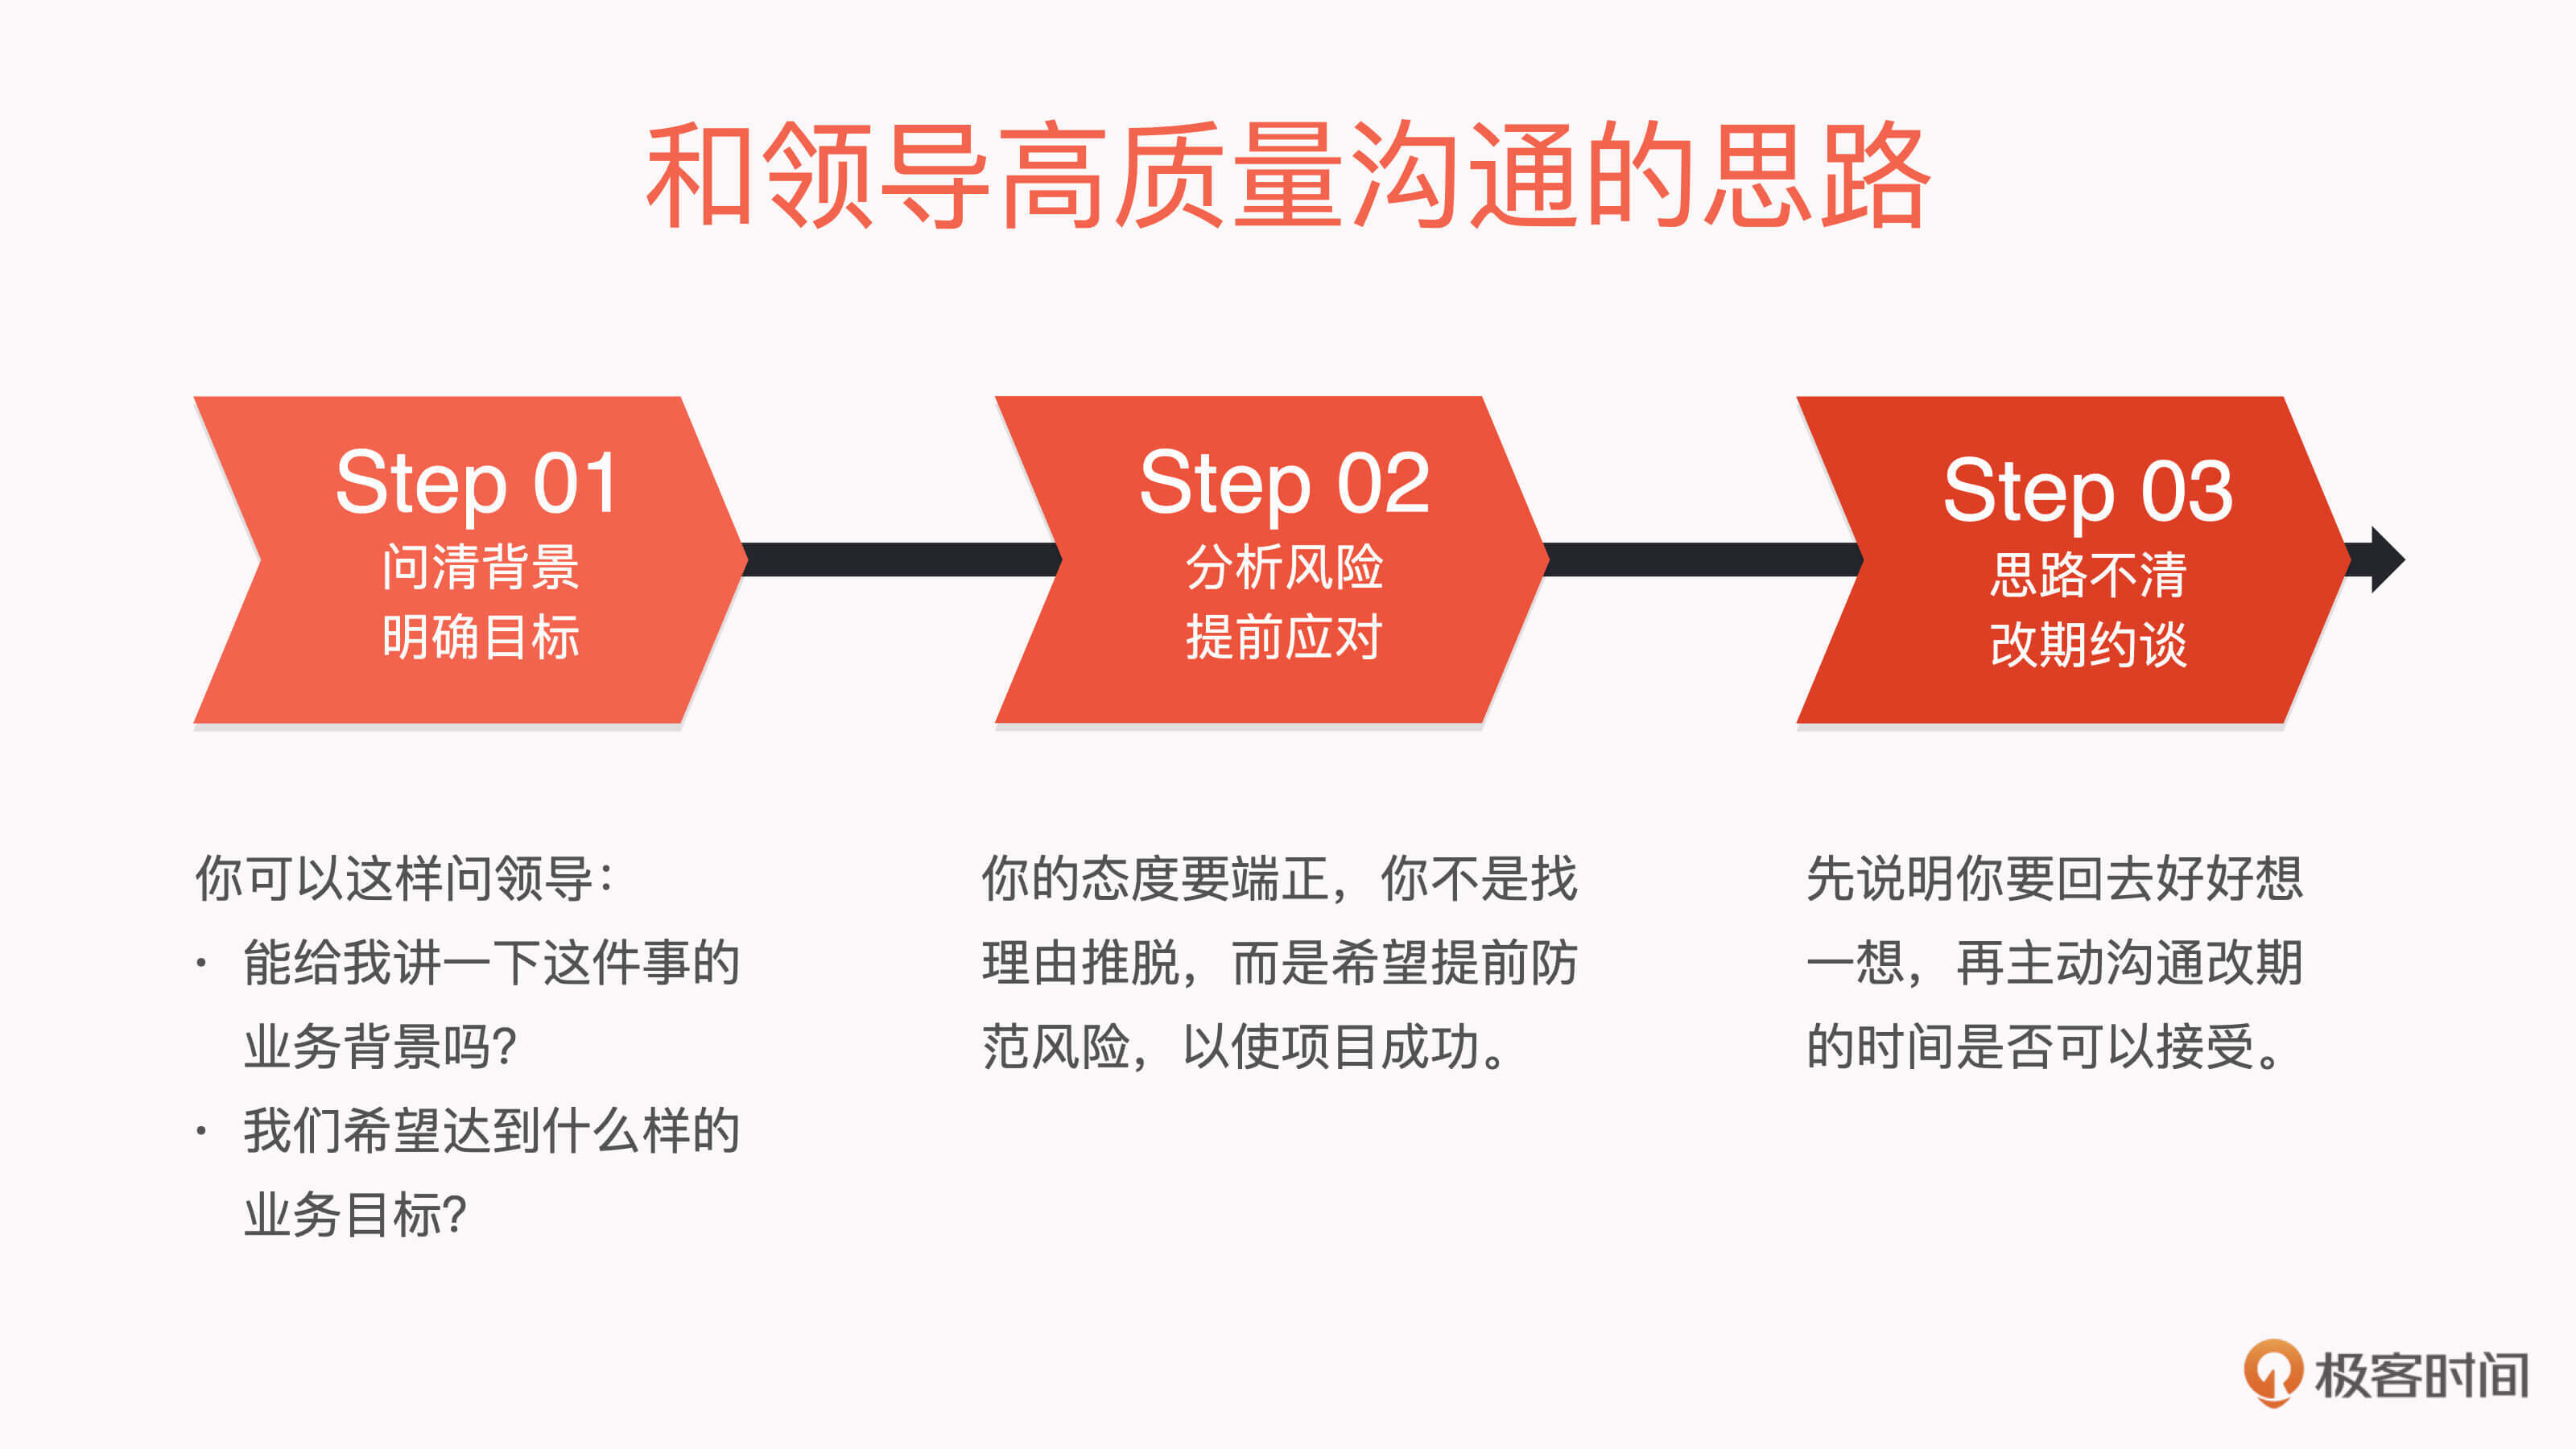 和领导高质量沟通的思路
Step 01
问清背景
明确目标
Step 02
分析风险
提前应对
Step 03
思路不清
改期约谈
你可以这样问领导：
· 能给我讲一下这件事的
业务背景吗？
· 我们希望达到什么样的
业务目标？
你的态度要端正，你不是找
理由推脱，而是希望提前防
范风险，以使项目成功。
先说明你要回去好好想
一想，再主动沟通改期
的时间是否可以接受。
极客时间